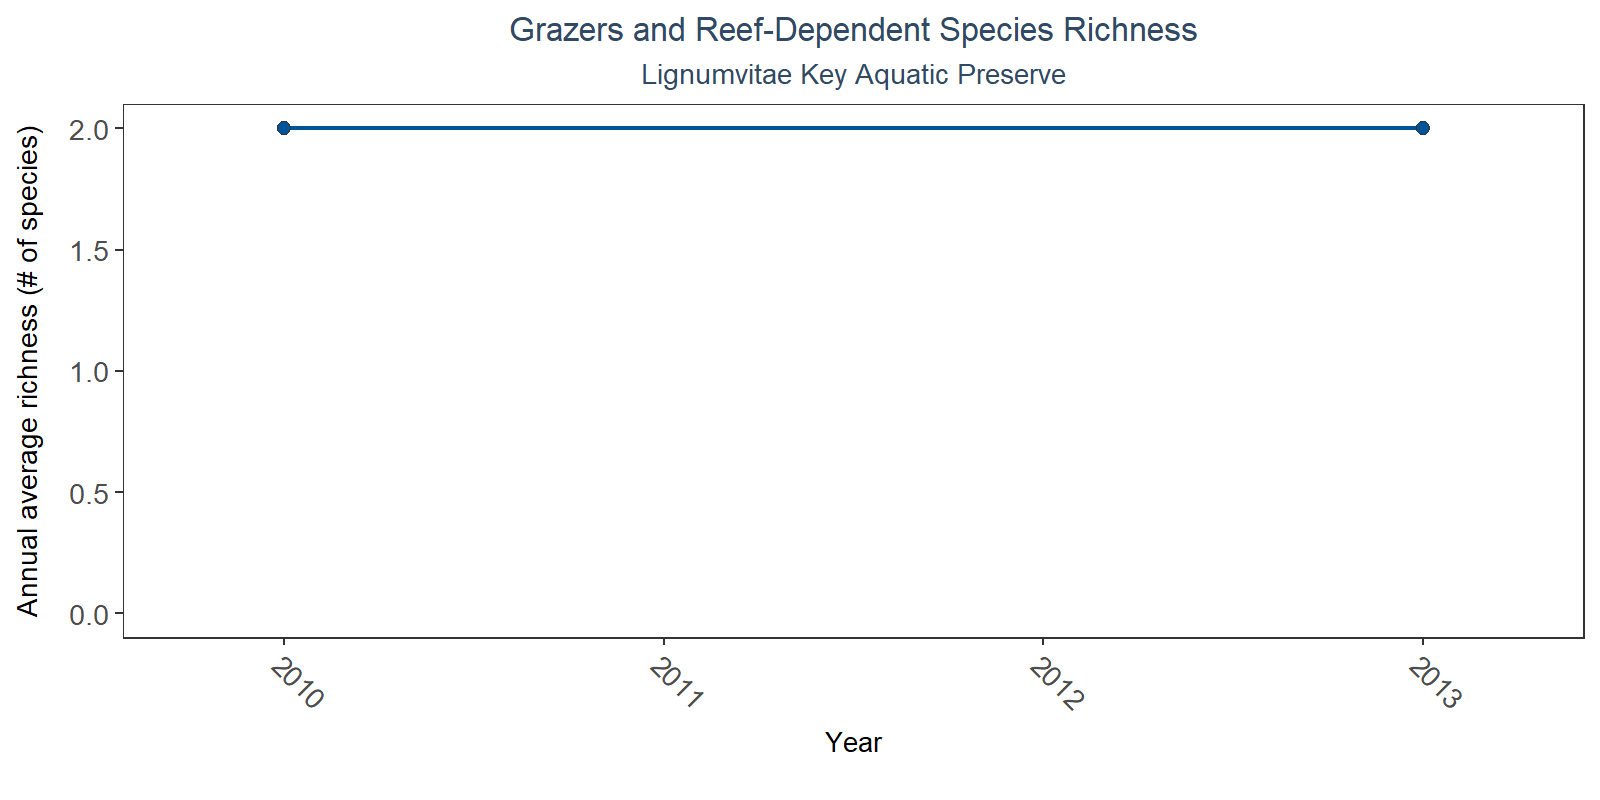 Grazers and Reef-Dependent Species Richness
Lignumvitae Key Aquatic Preserve
Annual average richness (# of species)
2.0
1.5
1.0
0.5
0.0
2010
2011
2012
2013
Year